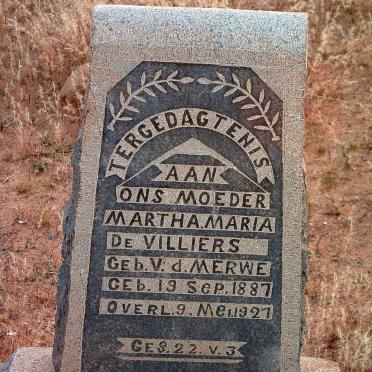 TERGEDAGTENIS
AAN
ONS MOEDER
MARTHA MARIA
DE VILLIERS
GEB. V. d. MERWE
GEB. 19 SEP. 1887
OVERL. 9. MEI 1927
GES. 22. V. 3